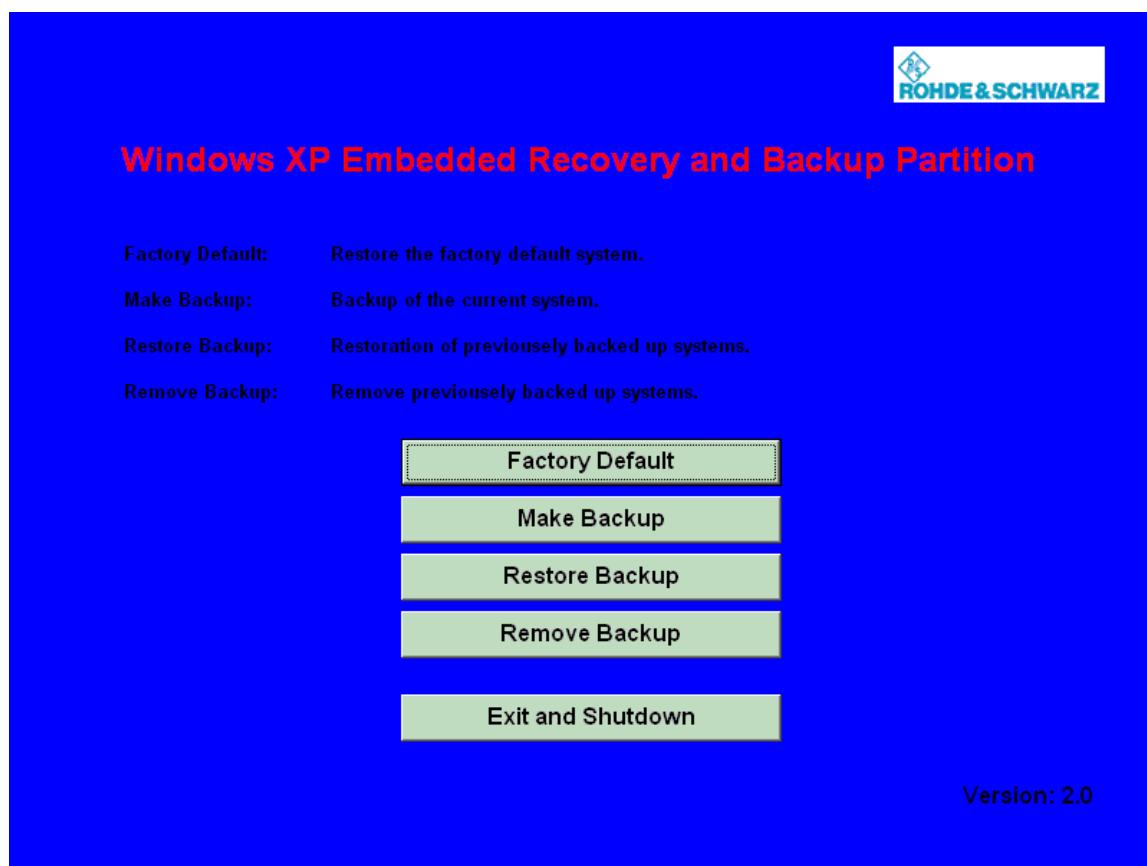 ROHDE & SCHWARZ
Windows XP Embedded Recovery and Backup Partition
Factory Default: Restore the factory default system.
Make Backup: Backup of the current system.
Restore Backup: Restoration of previousely backed up systems.
Remove Backup: Remove previousely backed up systems.
Factory Default
Make Backup
Restore Backup
Remove Backup
Exit and Shutdown
Version: 2.0